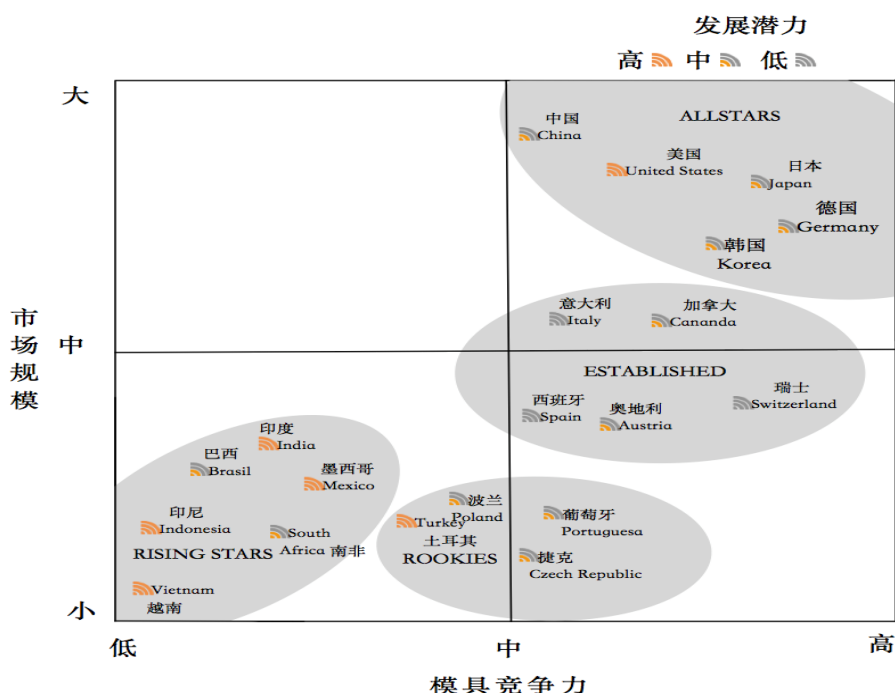 发展潜力
高 中 低
大
中国
China
ALLSTARS
美国
United States
日本
Japan
德国
Germany
韩国
Korea
意大利
Italy
加拿大
Cananda
市场规模
中
ESTABLISHED
西班牙
Spain
奥地利
Austria
瑞士
Switzerland
印度
India
巴西
Brasil
墨西哥
Mexico
印尼
Indonesia
South
Africa 南非
RISING STARS
Vietnam
越南
波兰
Poland
Turkey
土耳其
ROOKIES
葡萄牙
Portuguesa
捷克
Czech Republic
小
低
中
高
模具竞争力